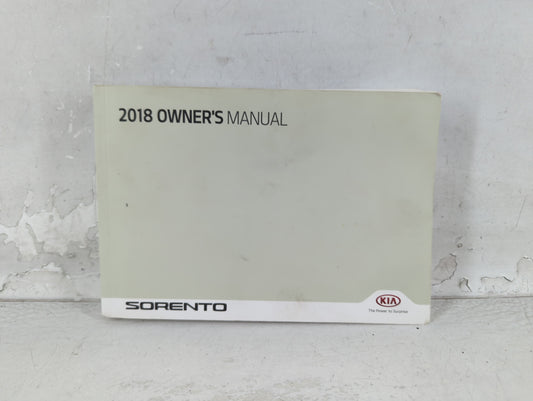 2018 OWNER'S MANUAL
SORENTO
KIA
The Power to Surprise